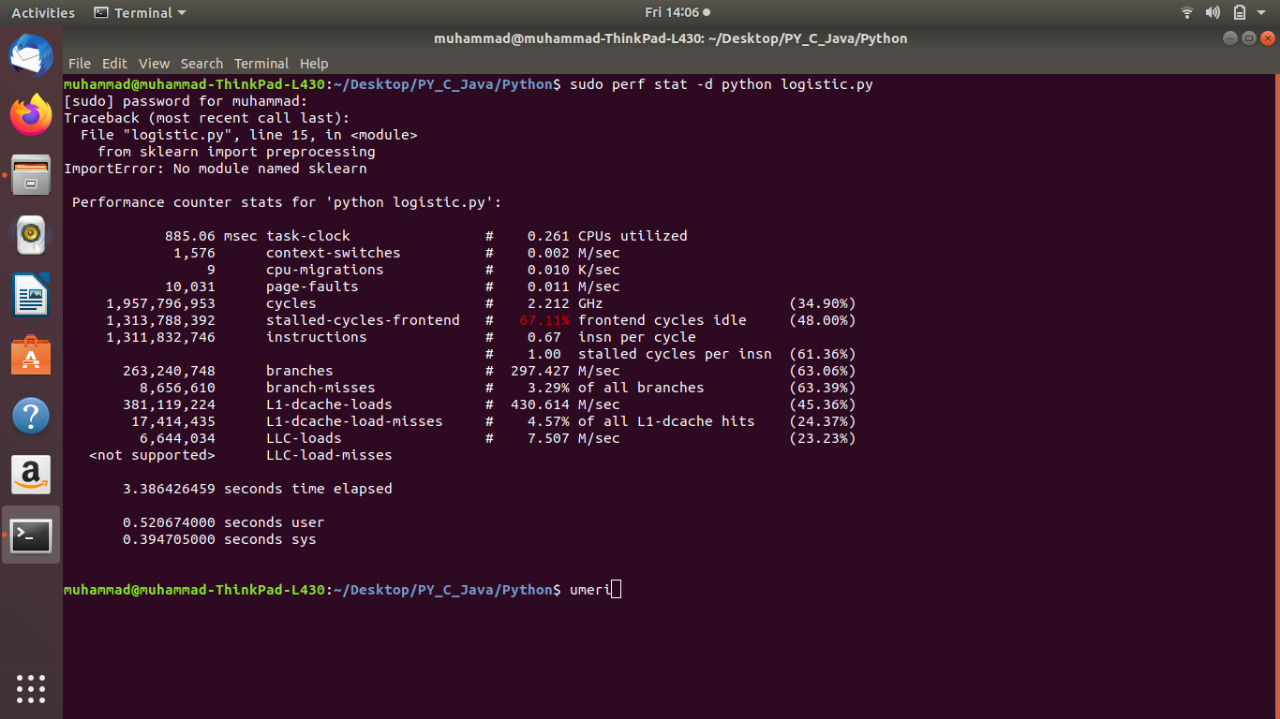 Activities Terminal Fri 14:06
muhammad@muhammad-ThinkPad-L430: ~/Desktop/PY_C_Java/Python
File Edit View Search Terminal Help
muhammad@muhammad-ThinkPad-L430:~/Desktop/PY_C_Java/Python$ sudo perf stat -d python logistic.py
[sudo] password for muhammad:
Traceback (most recent call last):
  File "logistic.py", line 15, in <module>
    from sklearn import preprocessing
ImportError: No module named sklearn
 Performance counter stats for 'python logistic.py':
885.06 msec task-clock # 0.261 CPUs utilized
1,576 context-switches # 0.002 M/sec
9 cpu-migrations # 0.010 K/sec
10,031 page-faults # 0.011 M/sec
1,957,796,953 cycles # 2.212 GHz (34.90%)
1,313,788,392 stalled-cycles-frontend # 67.11% frontend cycles idle (48.00%)
1,311,832,746 instructions # 0.67 insn per cycle
# 1.00 stalled cycles per insn (61.36%)
263,240,748 branches # 297.427 M/sec (63.06%)
8,656,610 branch-misses # 3.29% of all branches (63.39%)
381,119,224 L1-dcache-loads # 430.614 M/sec (45.36%)
17,414,435 L1-dcache-load-misses # 4.57% of all L1-dcache hits (24.37%)
6,644,034 LLC-loads # 7.507 M/sec (23.23%)
<not supported> LLC-load-misses
3.386426459 seconds time elapsed
0.520674000 seconds user
0.394705000 seconds sys
muhammad@muhammad-ThinkPad-L430:~/Desktop/PY_C_Java/Python$ umeri